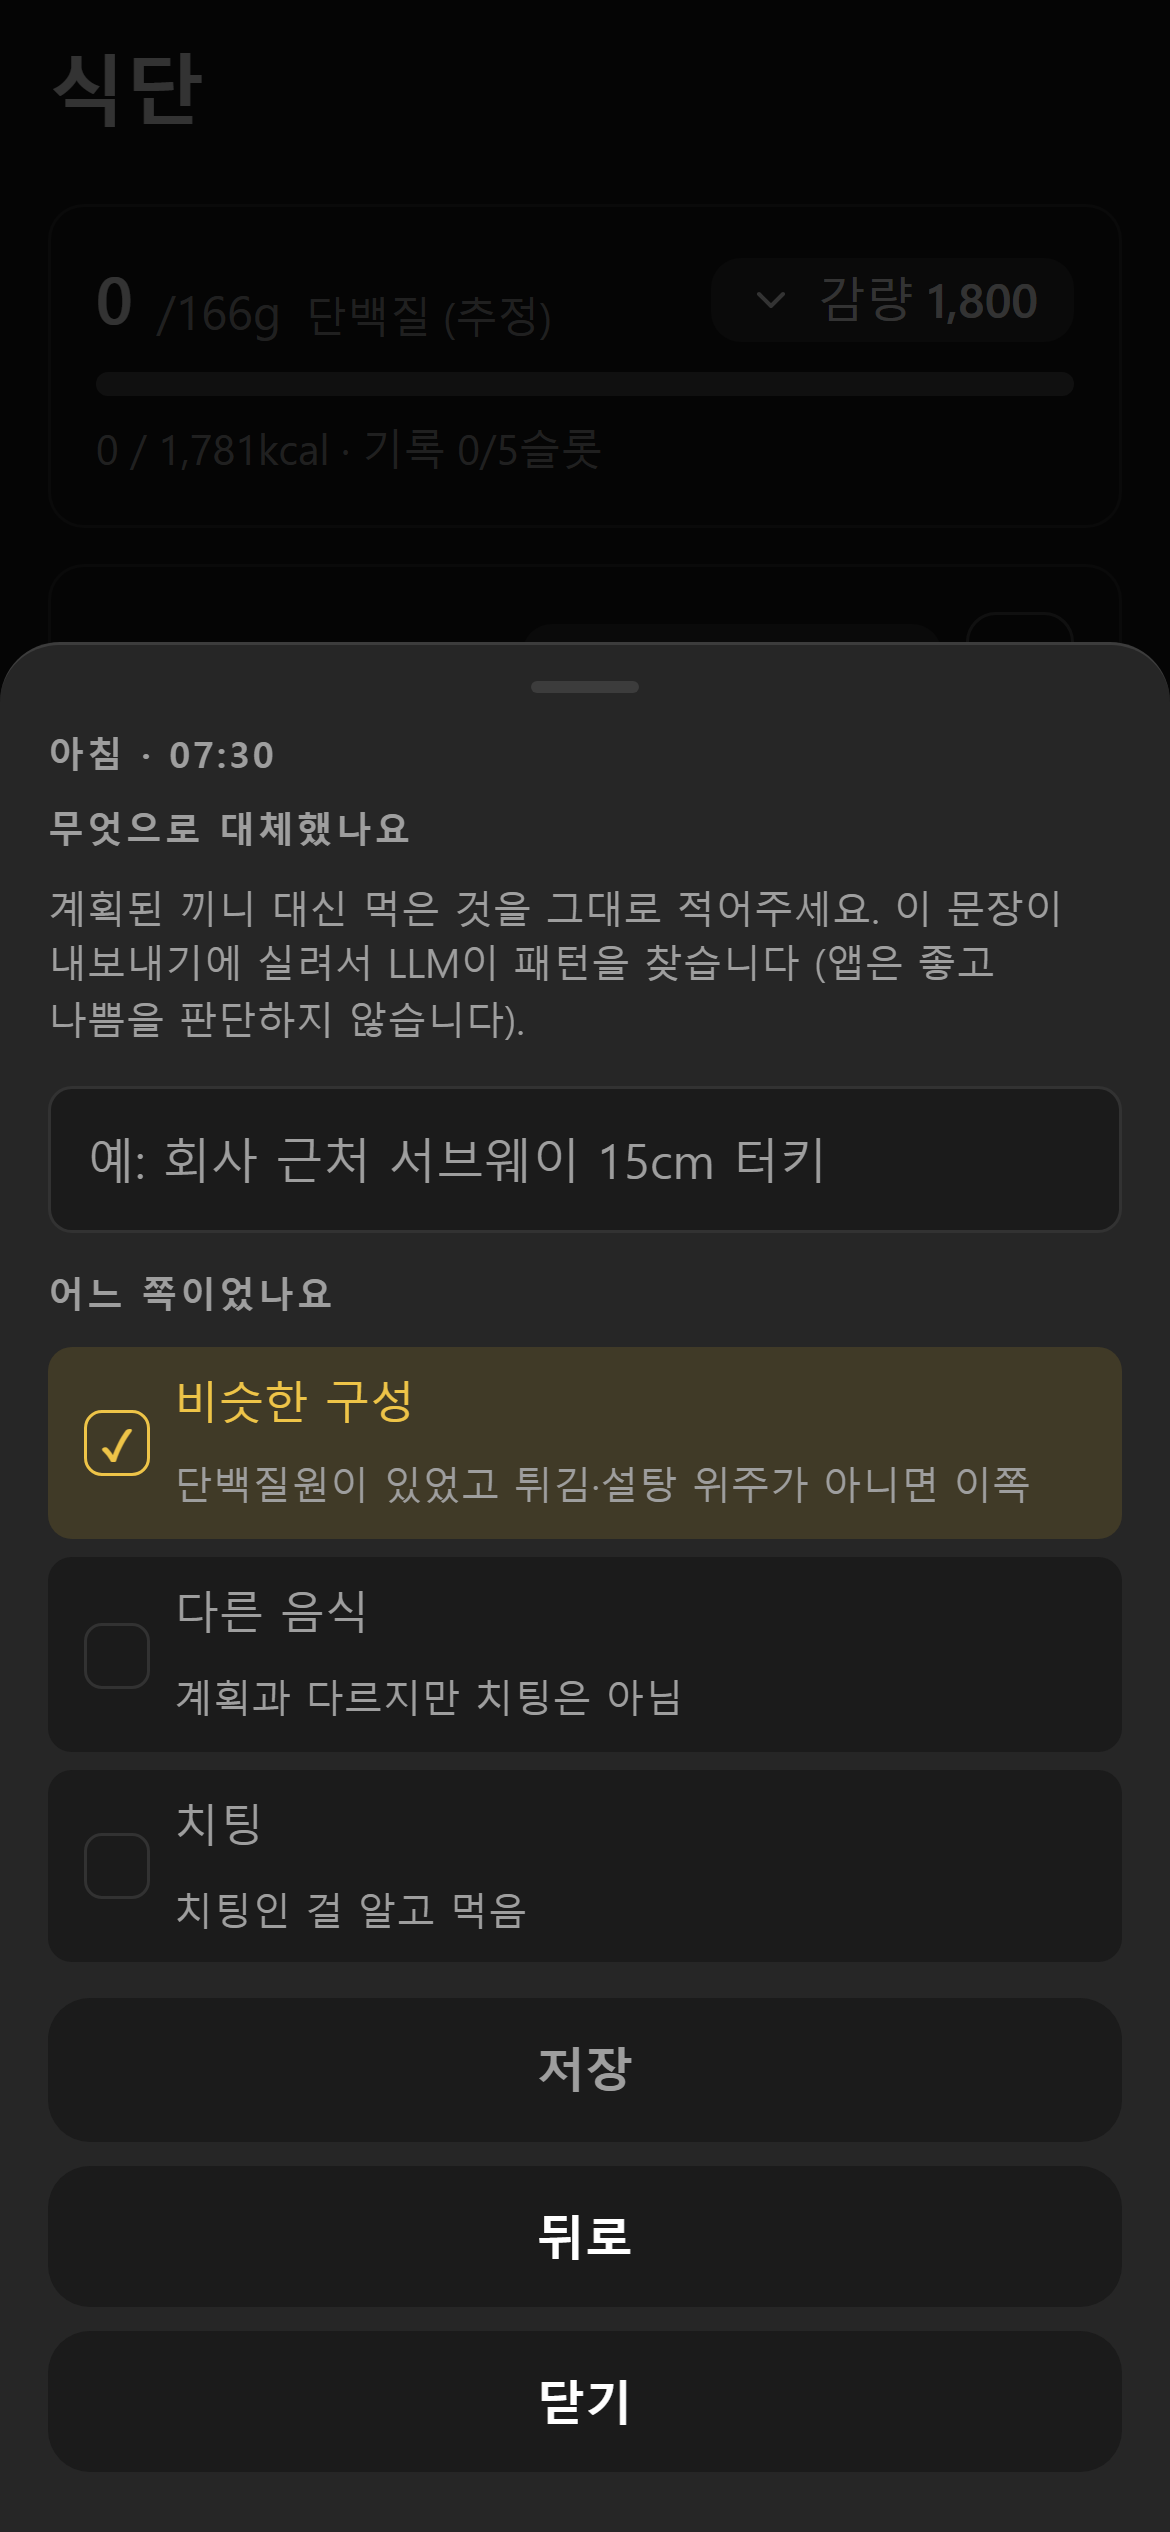 식단
0 /166g 단백질 (추정)
감량 1,800
0 / 1,781kcal · 기록 0/5슬롯
아침 · 07:30
무엇으로 대체했나요
계획된 끼니 대신 먹은 것을 그대로 적어주세요. 이 문장이
내보내기에 실려서 LLM이 패턴을 찾습니다 (앱은 좋고
나쁨을 판단하지 않습니다).
예: 회사 근처 서브웨이 15cm 터키
어느 쪽이었나요
비슷한 구성
단백질원이 있었고 튀김·설탕 위주가 아니면 이쪽
다른 음식
계획과 다르지만 치팅은 아님
치팅
치팅인 걸 알고 먹음
저장
뒤로
닫기